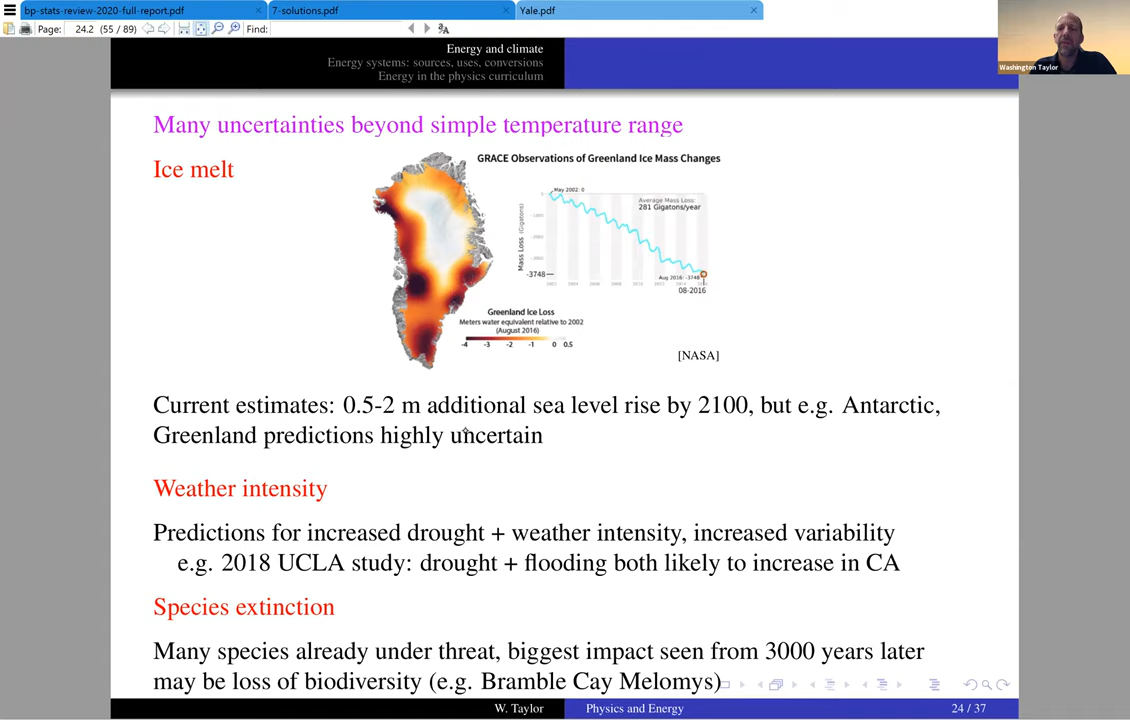 bp-stats-review-2020-full-report.pdf
7-solutions.pdf
Yale.pdf
Page: 24.2 (55 / 89)
Find:
Washington Taylor
Energy and climate
Energy systems: sources, uses, conversions
Energy in the physics curriculum
Many uncertainties beyond simple temperature range
Ice melt
GRACE Observations of Greenland Ice Mass Changes
May 2002: 0
Average Mass Loss:
281 Gigatons/year
Mass Loss (Gigatons)
0
-1000
-2000
-3000
-3748
Aug 2016: -3748
08-2016
Greenland Ice Loss
Meters water equivalent relative to 2002
(August 2016)
-4 -3 -2 -1 0 0.5
[NASA]
Current estimates: 0.5-2 m additional sea level rise by 2100, but e.g. Antarctic,
Greenland predictions highly uncertain
Weather intensity
Predictions for increased drought + weather intensity, increased variability
e.g. 2018 UCLA study: drought + flooding both likely to increase in CA
Species extinction
Many species already under threat, biggest impact seen from 3000 years later
may be loss of biodiversity (e.g. Bramble Cay Melomys)
W. Taylor
Physics and Energy
24 / 37